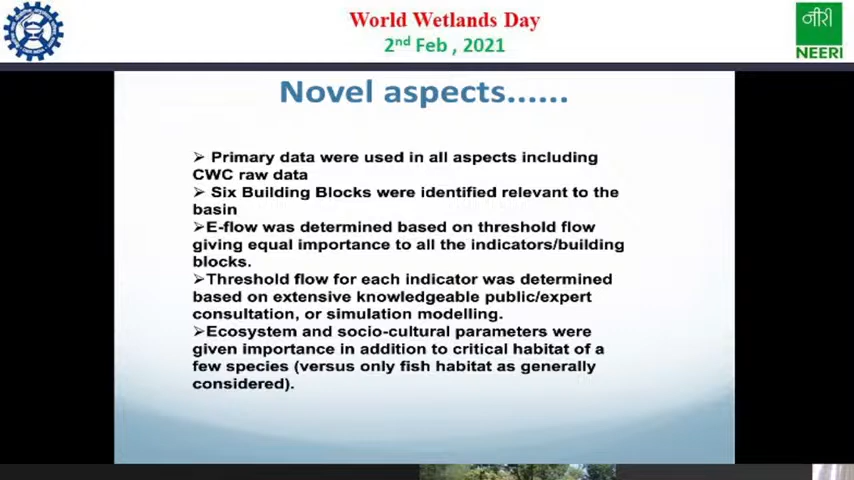 World Wetlands Day
2nd Feb , 2021
नीरी
NEERI
Novel aspects......
➢ Primary data were used in all aspects including
CWC raw data
➢ Six Building Blocks were identified relevant to the
basin
➢E-flow was determined based on threshold flow
giving equal importance to all the indicators/building
blocks.
➢Threshold flow for each indicator was determined
based on extensive knowledgeable public/expert
consultation, or simulation modelling.
➢Ecosystem and socio-cultural parameters were
given importance in addition to critical habitat of a
few species (versus only fish habitat as generally
considered).